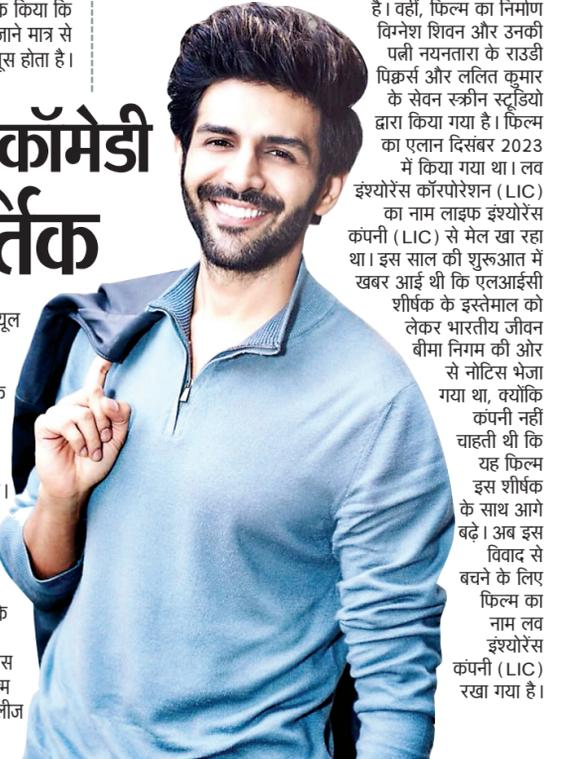 क किया कि
जाने मात्र से
होता है।
कॉमेडी
है। वहीं, फिल्म का निर्माण
विग्नेश शिवन और उनकी
पत्नी नयनतारा के राउडी
पिक्चर्स और ललित कुमार
के सेवन स्क्रीन स्टूडियो
द्वारा किया गया है। फिल्म
का एलान दिसंबर 2023
में किया गया था। लव
इंश्योरेंस कॉरपोरेशन (LIC)
का नाम लाइफ इंश्योरेंस
कंपनी (LIC) से मेल खा रहा
था। इस साल की शुरूआत में
खबर आई थी कि एलआईसी
शीर्षक के इस्तेमाल को
लेकर भारतीय जीवन
बीमा निगम की ओर
से नोटिस भेजा
गया था, क्योंकि
कंपनी नहीं
चाहती थी कि
यह फिल्म
इस शीर्षक
के साथ आगे
बढ़े। अब इस
विवाद से
बचने के लिए
फिल्म का
नाम लव
इंश्योरेंस
कंपनी (LIC)
रखा गया है।